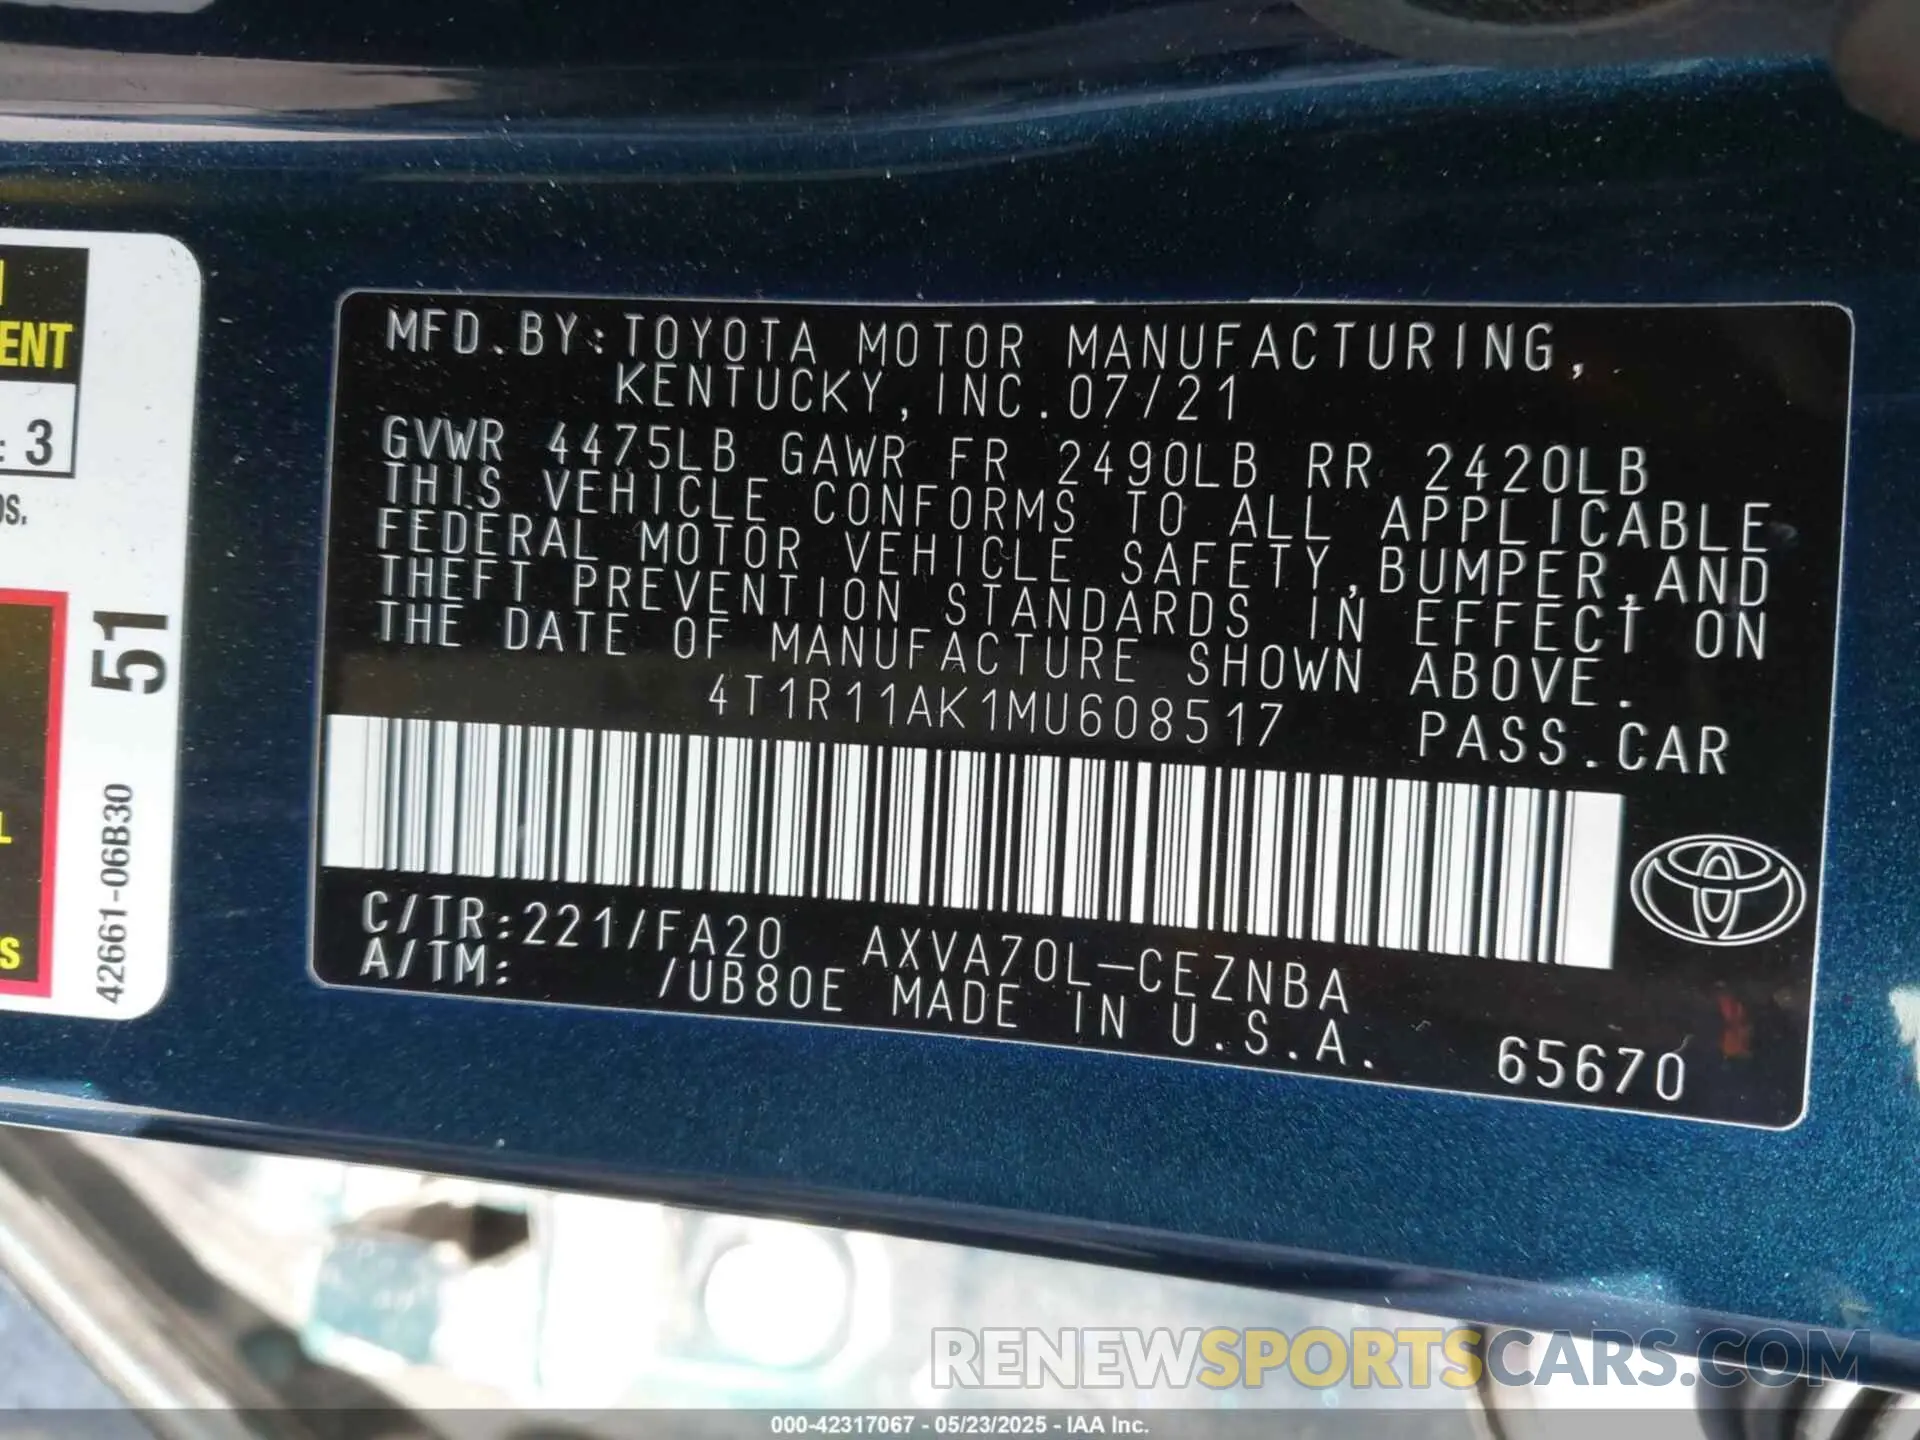 ENT
: 3
51
42661-06B30
L
S
MFD.BY:TOYOTA MOTOR MANUFACTURING,
KENTUCKY,INC.07/21
GVWR 4475LB GAWR FR 2490LB RR 2420LB
THIS VEHICLE CONFORMS TO ALL APPLICABLE
FEDERAL MOTOR VEHICLE SAFETY,BUMPER,AND
THEFT PREVENTION STANDARDS IN EFFECT ON
THE DATE OF MANUFACTURE SHOWN ABOVE.
4T1R11AK1MU608517 PASS.CAR
C/TR:221/FA20 AXVA70L-CEZNBA
A/TM: /UB80E MADE IN U.S.A.
65670
RENEWSPORTSCARS.COM
000-42317067 - 05/23/2025 - IAA Inc.